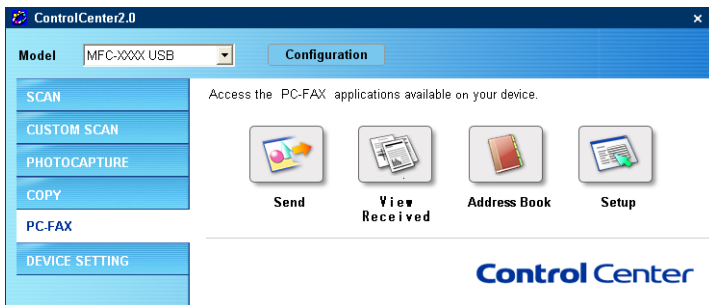 ControlCenter2.0
Model
MFC-XXXX USB
Configuration
SCAN
CUSTOM SCAN
PHOTOCAPTURE
COPY
PC-FAX
DEVICE SETTING
Access the PC-FAX applications available on your device.
Send
View
Received
Address Book
Setup
Control Center